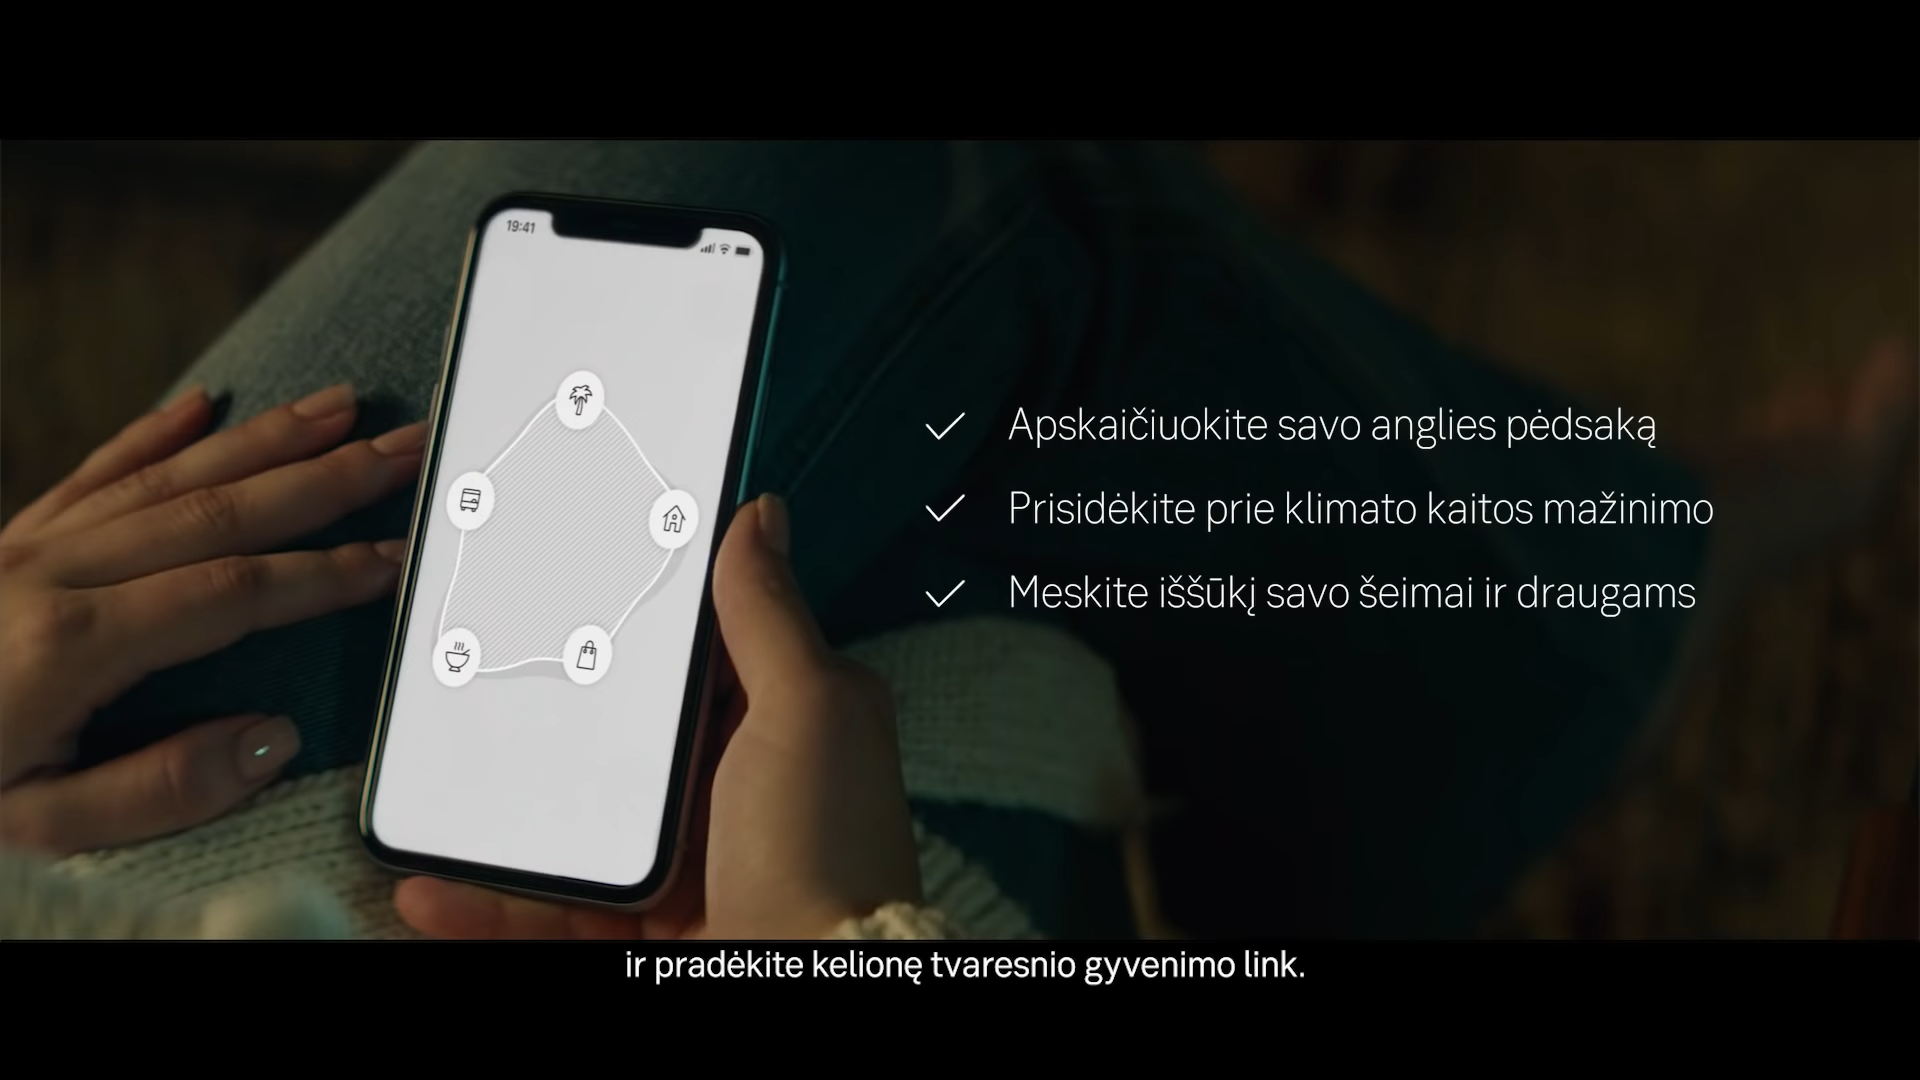 19:41
Apskaičiuokite savo anglies pėdsaką
Prisidėkite prie klimato kaitos mažinimo
Meskite iššūkį savo šeimai ir draugams
ir pradėkite kelionę tvaresnio gyvenimo link.